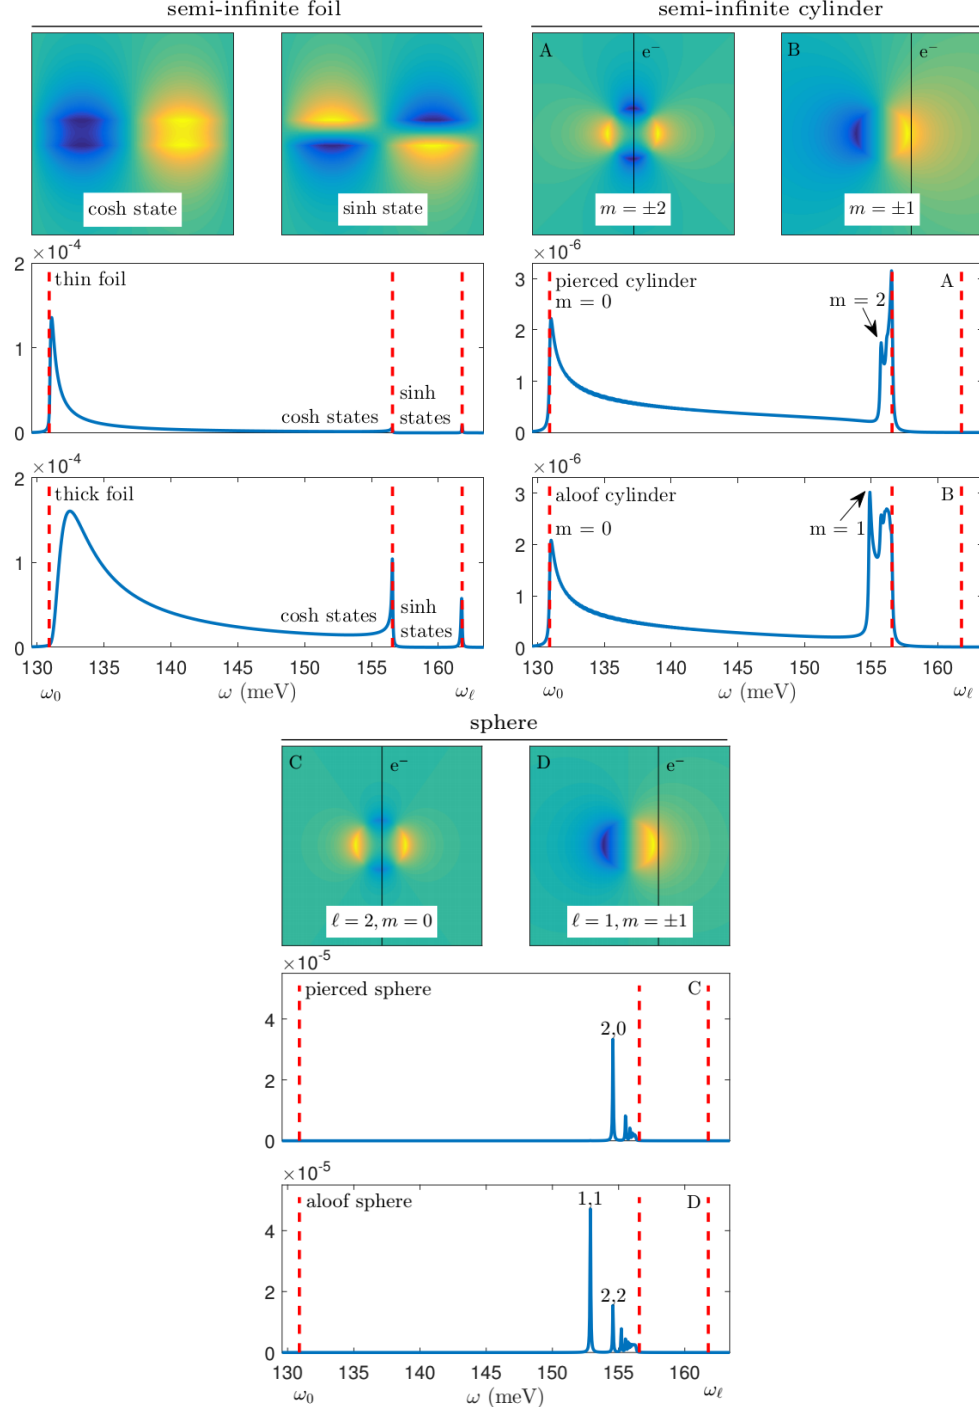 semi-infinite foil
semi-infinite cylinder
cosh state
sinh state
A
e⁻
m = ±2
B
e⁻
m = ±1
×10⁻⁴
thin foil
2
1
0
cosh states
sinh
states
×10⁻⁶
pierced cylinder
m = 0
m = 2
A
3
2
1
0
×10⁻⁴
thick foil
2
1
0
cosh states
sinh
states
130 135 140 145 150 155 160
ω₀ ω (meV) ω_ℓ
×10⁻⁶
aloof cylinder
m = 0
m = 1
B
3
2
1
0
130 135 140 145 150 155 160
ω₀ ω (meV) ω_ℓ
sphere
C
e⁻
ℓ = 2, m = 0
D
e⁻
ℓ = 1, m = ±1
×10⁻⁵
pierced sphere
C
4
2
0
2,0
×10⁻⁵
aloof sphere
D
4
2
0
1,1
2,2
130 135 140 145 150 155 160
ω₀ ω (meV) ω_ℓ